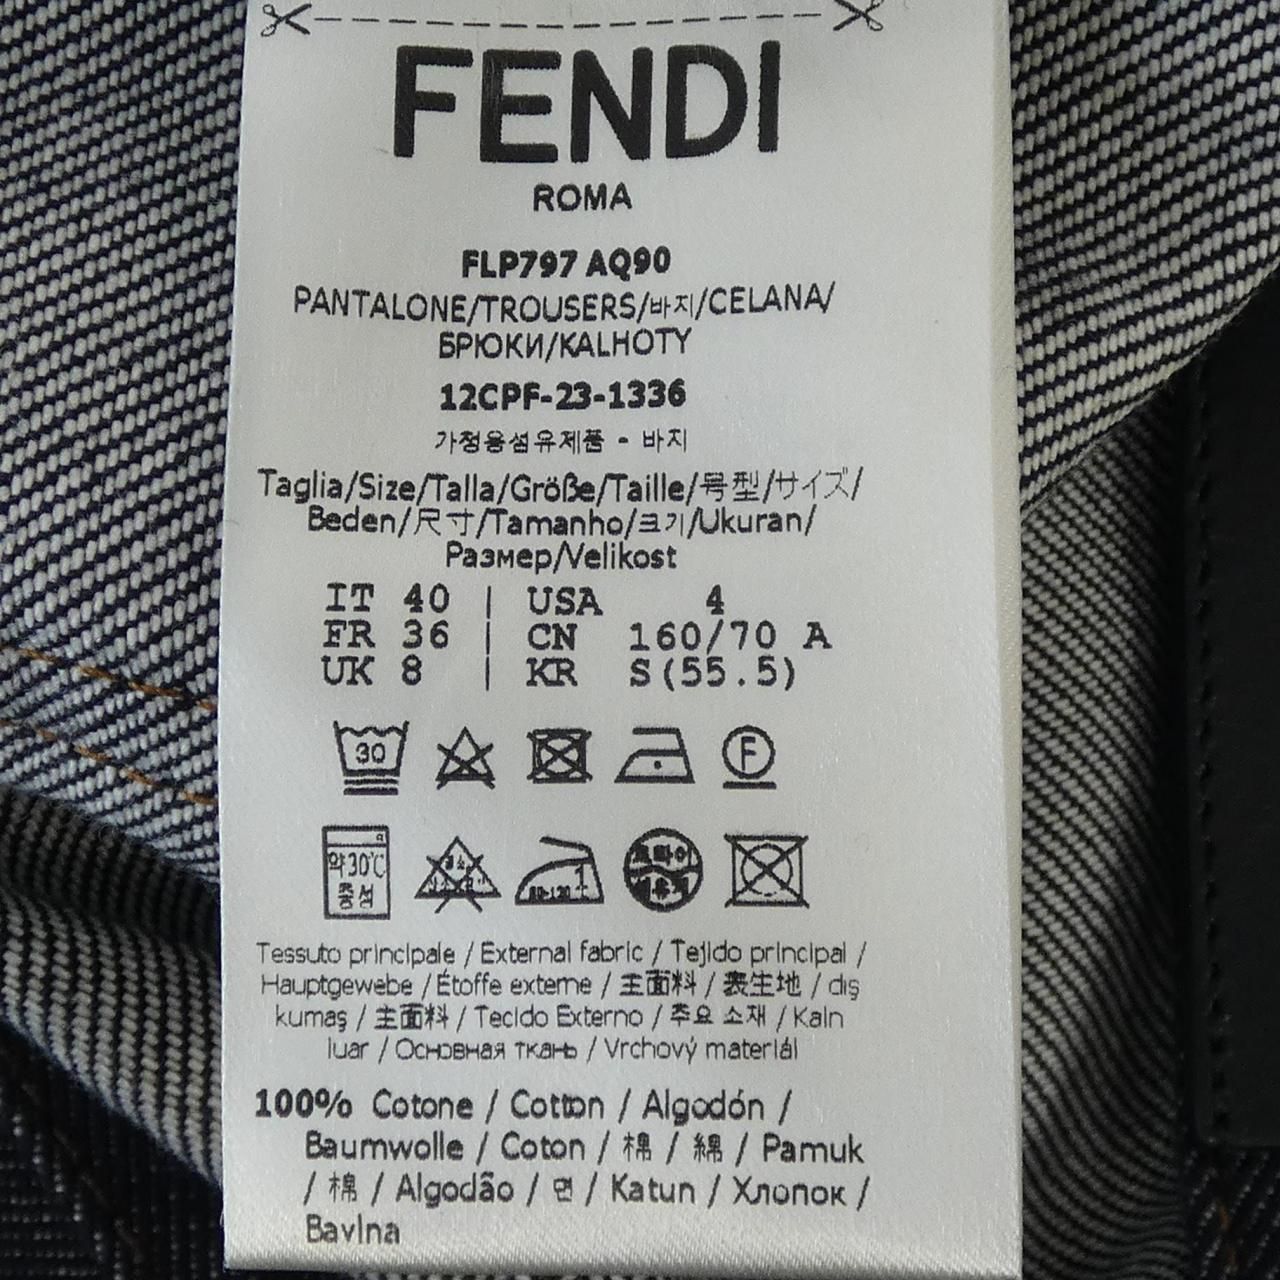 FENDI
ROMA
FLP797 AQ90
PANTALONE/TROUSERS/바지/CELANA/
БРЮКИ/KALHOTY
12CPF-23-1336
가정용섬유제품 - 바지
Taglia/Size/Talla/Größe/Taille/号型/サイズ/
Beden/尺寸/Tamanho/크기/Ukuran/
Размер/Velikost
IT 40 | USA 4
FR 36 | CN 160/70 A
UK 8 | KR S(55.5)
30 F
약30℃
중성
Tessuto principale / External fabric / Tejido principal /
Hauptgewebe / Étoffe externe / 主面料 / 表生地 / dış
kumaş / 主面料 / Tecido Externo / 주요 소재 / Kain
luar / Основная ткань / Vrchový materiál
100% Cotone / Cotton / Algodón /
Baumwolle / Coton / 棉 / 綿 / Pamuk
/ 棉 / Algodão / 면 / Katun / Хлопок /
Bavlna